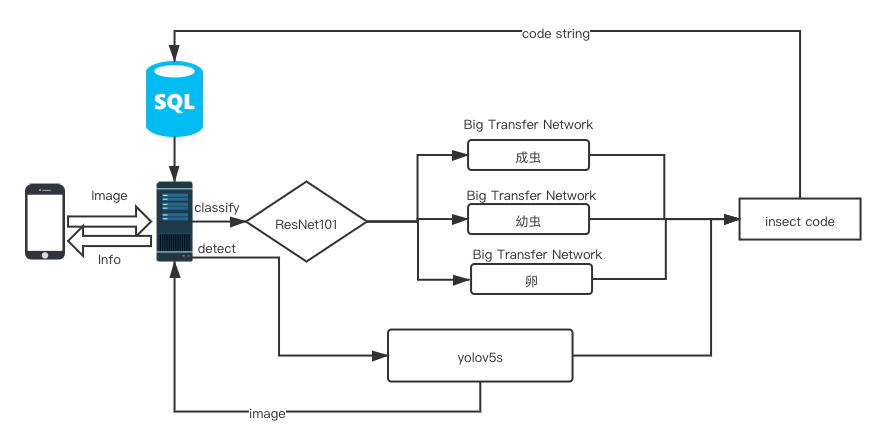 code string
SQL
Big Transfer Network
成虫
Image
classify
ResNet101
Big Transfer Network
幼虫
insect code
Info
detect
Big Transfer Network
卵
yolov5s
image